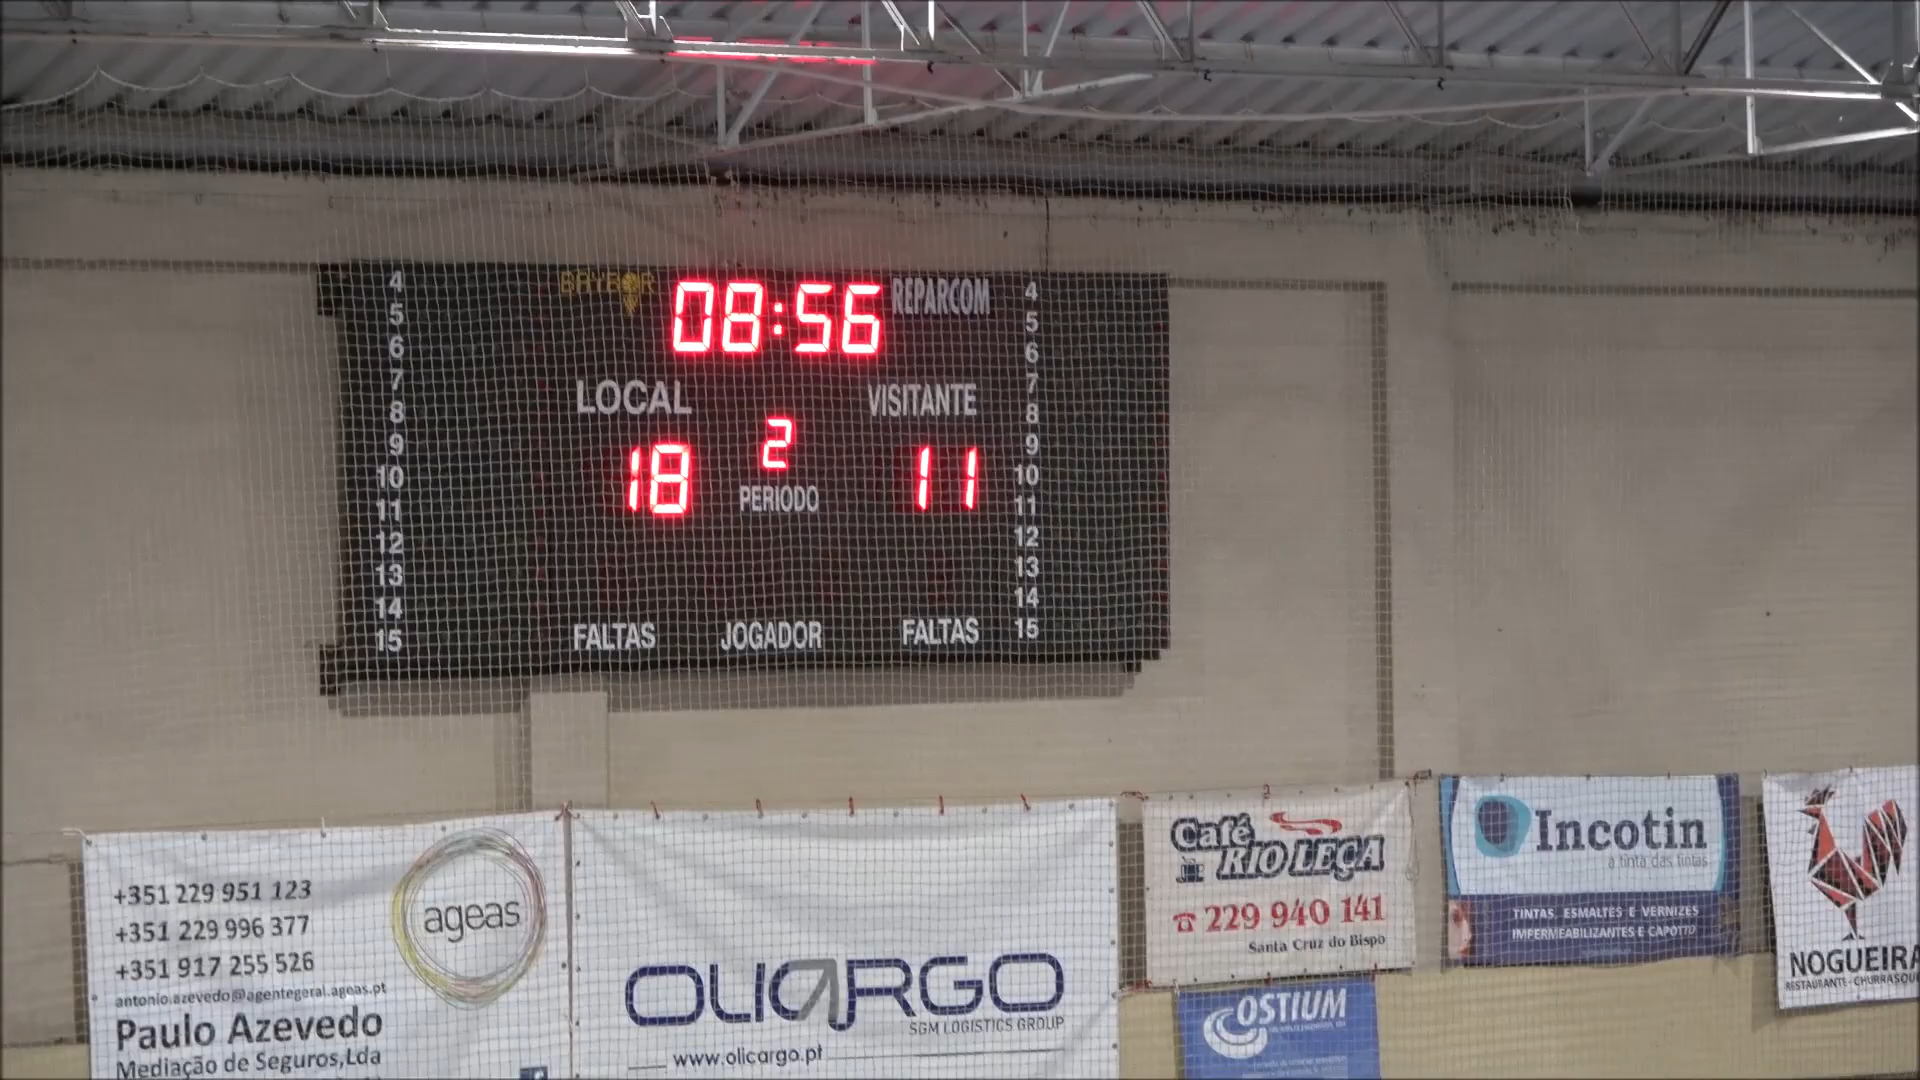 BAYBOR
08:56
REPARCOM
LOCAL
VISITANTE
18
2
11
PERIODO
FALTAS
JOGADOR
FALTAS
4
5
6
7
8
9
10
11
12
13
14
15
4
5
6
7
8
9
10
11
12
13
14
15
+351 229 951 123
+351 229 996 377
+351 917 255 526
antonio.azevedo@agentegeral.ageas.pt
Paulo Azevedo
Mediação de Seguros,Lda
ageas
OLICARGO
SGM LOGISTICS GROUP
www.olicargo.pt
Café
RIO LEÇA
229 940 141
Santa Cruz do Bispo
OSTIUM
Incotin
a tinta das tintas
TINTAS, ESMALTES E VERNIZES
IMPERMEABILIZANTES E CAPOTTO
NOGUEIRA
RESTAURANTE - CHURRASQU